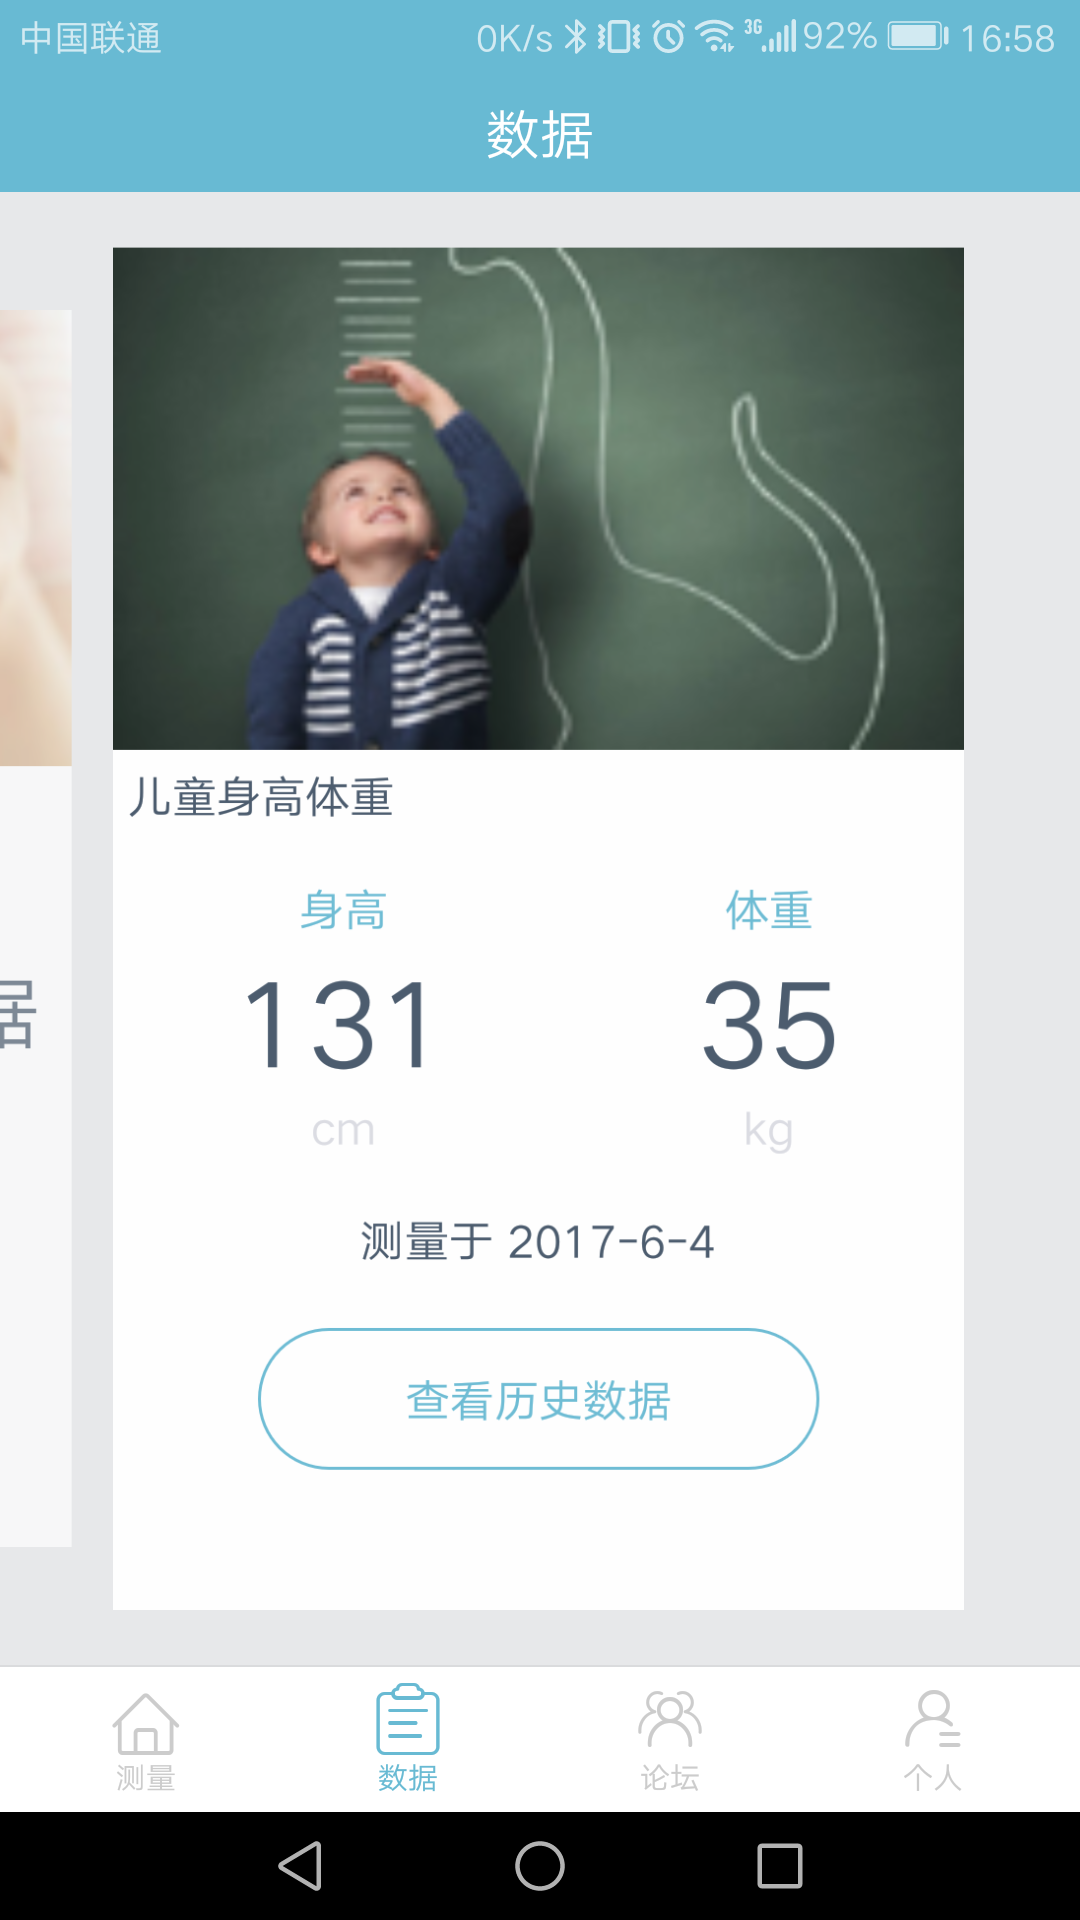 中国联通 0K/s 3G 92% 16:58
数据
儿童身高体重
身高 体重
131 35
cm kg
测量于 2017-6-4
查看历史数据
测量 数据 论坛 个人